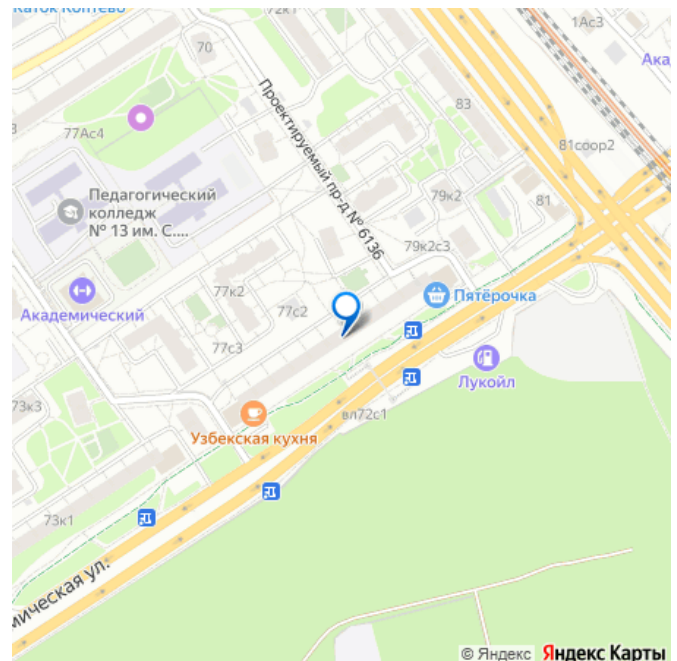 Каток Коптево
72к1
70
1Ас3
Ака
83
Проектируемый пр-д № 6136
77Ас4
81соор2
Педагогический
колледж
№ 13 им. С....
79к2
81
79к2с3
77к2
Академический
77с2
Пятёрочка
77с3
Лукойл
73к3
вл72с1
Узбекская кухня
73к1
мическая ул.
© Яндекс Яндекс Карты